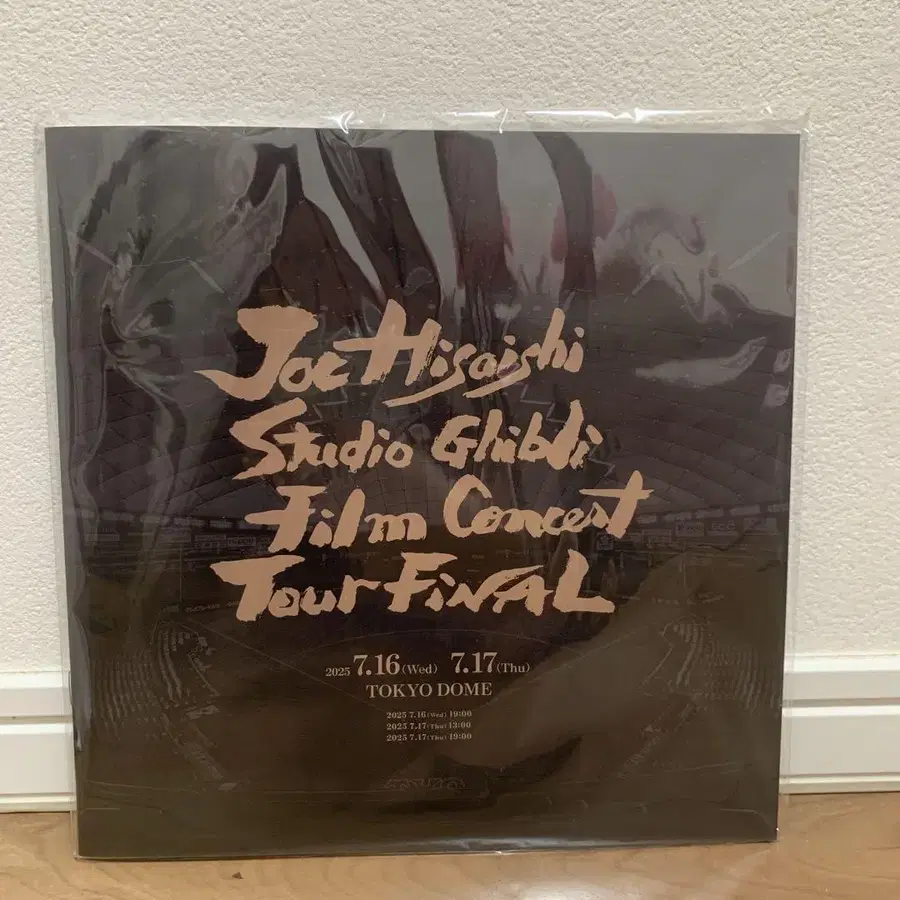 Joe Hisaishi
Studio Ghibli
Film Concert
Tour FiNAL
2025 7.16(Wed) 7.17(Thu)
TOKYO DOME
2025 7.16(Wed) 19:00
2025 7.17(Thu) 13:00
2025 7.17(Thu) 19:00